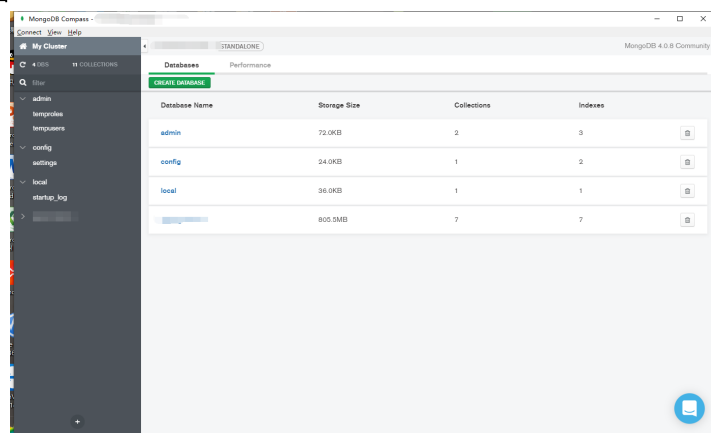 MongoDB Compass -
Connect View Help
My Cluster
4 DBS 11 COLLECTIONS
filter
admin
temproles
tempusers
config
settings
local
startup_log
STANDALONE
MongoDB 4.0.8 Community
Databases Performance
CREATE DATABASE
Database Name Storage Size Collections Indexes
admin 72.0KB 2 3
config 24.0KB 1 2
local 36.0KB 1 1
805.5MB 7 7